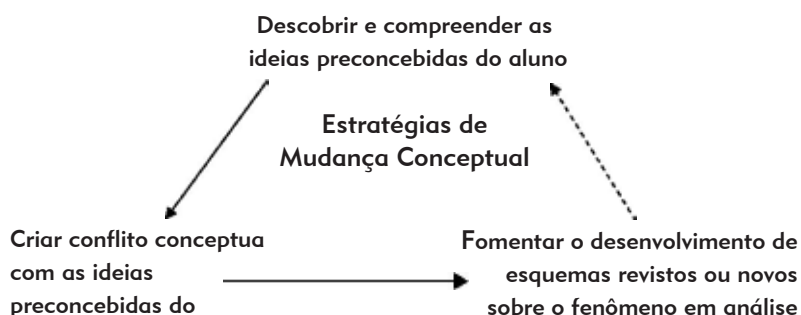 Descobrir e compreender as
ideias preconcebidas do aluno
Estratégias de
Mudança Conceptual
Criar conflito conceptua
com as ideias
preconcebidas do
Fomentar o desenvolvimento de
esquemas revistos ou novos
sobre o fenômeno em análise